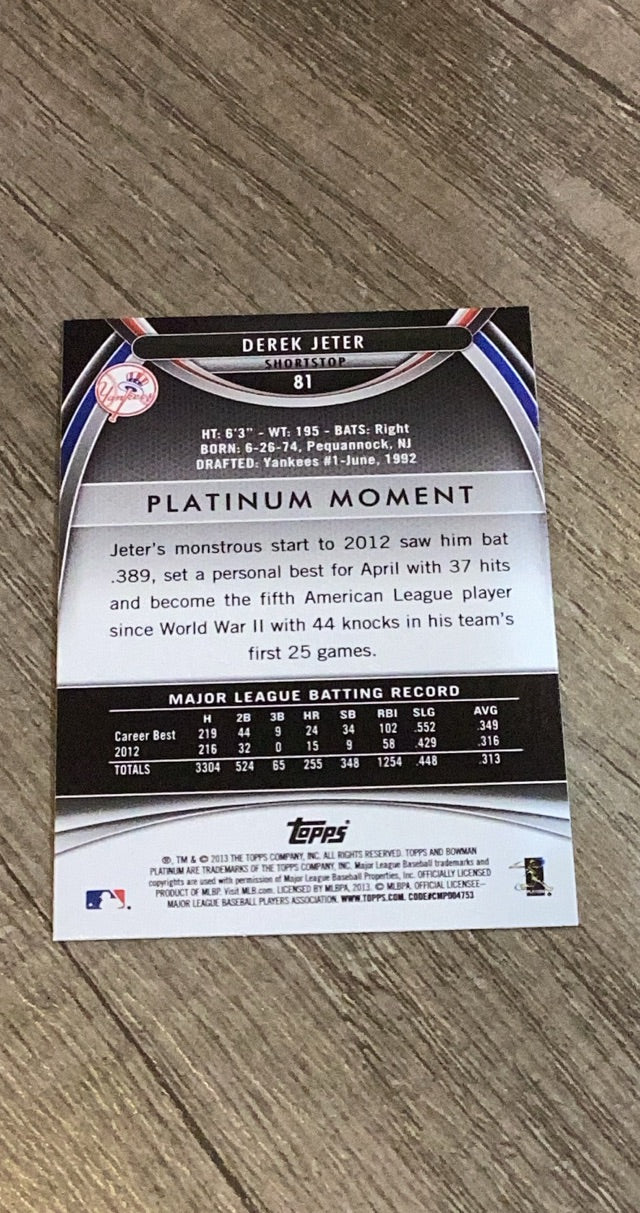 DEREK JETER
SHORTSTOP
81
Yankees
HT: 6'3" - WT: 195 - BATS: Right
BORN: 6-26-74, Pequannock, NJ
DRAFTED: Yankees #1-June, 1992
PLATINUM MOMENT
Jeter's monstrous start to 2012 saw him bat
.389, set a personal best for April with 37 hits
and become the fifth American League player
since World War II with 44 knocks in his team's
first 25 games.
MAJOR LEAGUE BATTING RECORD
H 2B 3B HR SB RBI SLG AVG
Career Best 219 44 9 24 34 102 .552 .349
2012 216 32 0 15 9 58 .429 .316
TOTALS 3304 524 65 255 348 1254 .448 .313
Topps
®, TM & © 2013 THE TOPPS COMPANY, INC. ALL RIGHTS RESERVED. TOPPS AND BOWMAN
PLATINUM ARE TRADEMARKS OF THE TOPPS COMPANY, INC. Major League Baseball trademarks and
copyrights are used with permission of Major League Baseball Properties, Inc. OFFICIALLY LICENSED
PRODUCT OF MLBP. Visit MLB.com. LICENSED BY MLBPA, 2013. © MLBPA. OFFICIAL LICENSEE–
MAJOR LEAGUE BASEBALL PLAYERS ASSOCIATION. WWW.TOPPS.COM. CODE#CMP004753